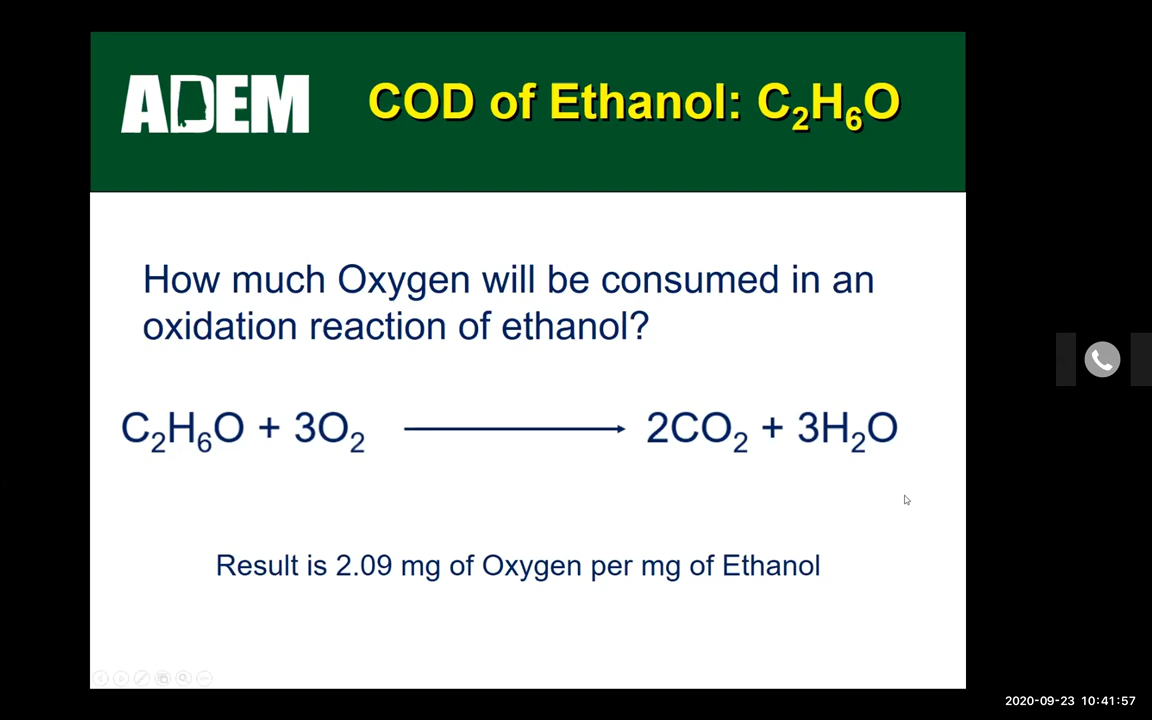 ADEM
COD of Ethanol: C₂H₆O
How much Oxygen will be consumed in an
oxidation reaction of ethanol?
C₂H₆O + 3O₂ ⟶ 2CO₂ + 3H₂O
Result is 2.09 mg of Oxygen per mg of Ethanol
2020-09-23 10:41:57